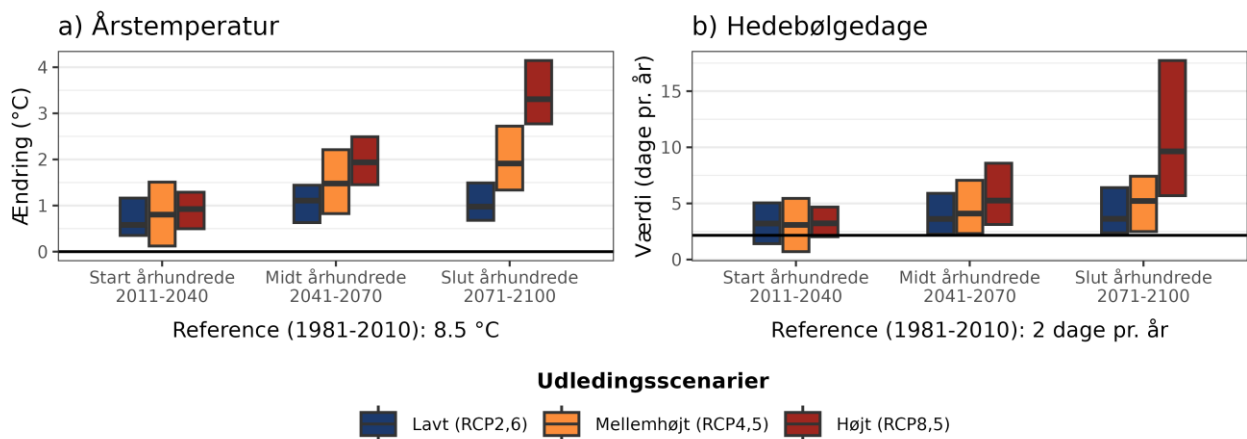 a) Årstemperatur
Ændring (°C)
4
3
2
1
0
Start århundrede
2011-2040
Midt århundrede
2041-2070
Slut århundrede
2071-2100
Reference (1981-2010): 8.5 °C
b) Hedebølgedage
Værdi (dage pr. år)
15
10
5
0
Start århundrede
2011-2040
Midt århundrede
2041-2070
Slut århundrede
2071-2100
Reference (1981-2010): 2 dage pr. år
Udledingsscenarier
Lavt (RCP2,6)
Mellemhøjt (RCP4,5)
Højt (RCP8,5)